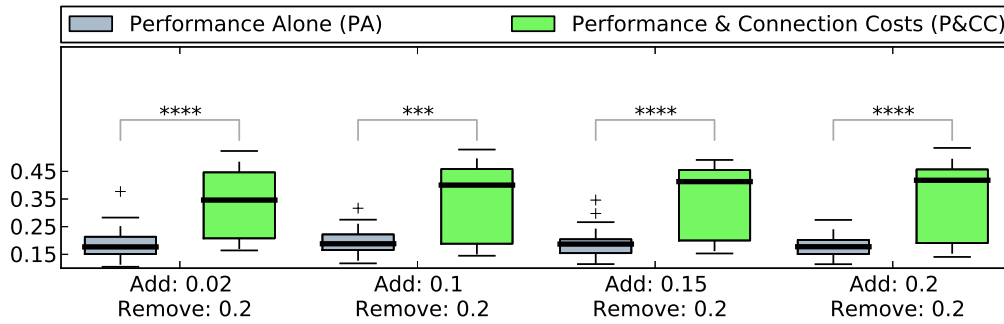 Performance Alone (PA) Performance & Connection Costs (P&CC)
**** *** **** ****
0.45
0.35
0.25
0.15
Add: 0.02 Add: 0.1 Add: 0.15 Add: 0.2
Remove: 0.2 Remove: 0.2 Remove: 0.2 Remove: 0.2